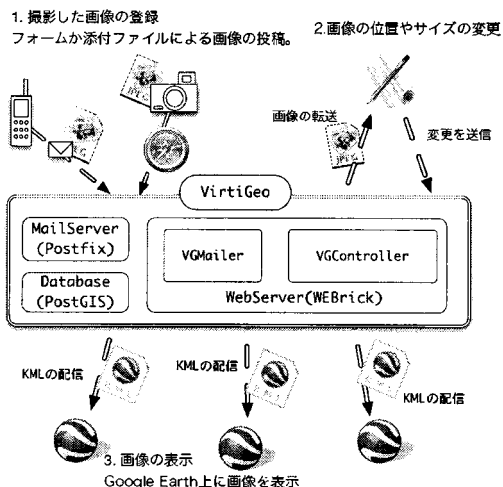 1. 撮影した画像の登録
フォームか添付ファイルによる画像の投稿。
2.画像の位置やサイズの変更
画像の転送
変更を送信
VirtiGeo
MailServer
(Postfix)
Database
(PostGIS)
VGMailer
VGController
WebServer(WEBrick)
KMLの配信
KMLの配信
KMLの配信
3. 画像の表示
Google Earth上に画像を表示